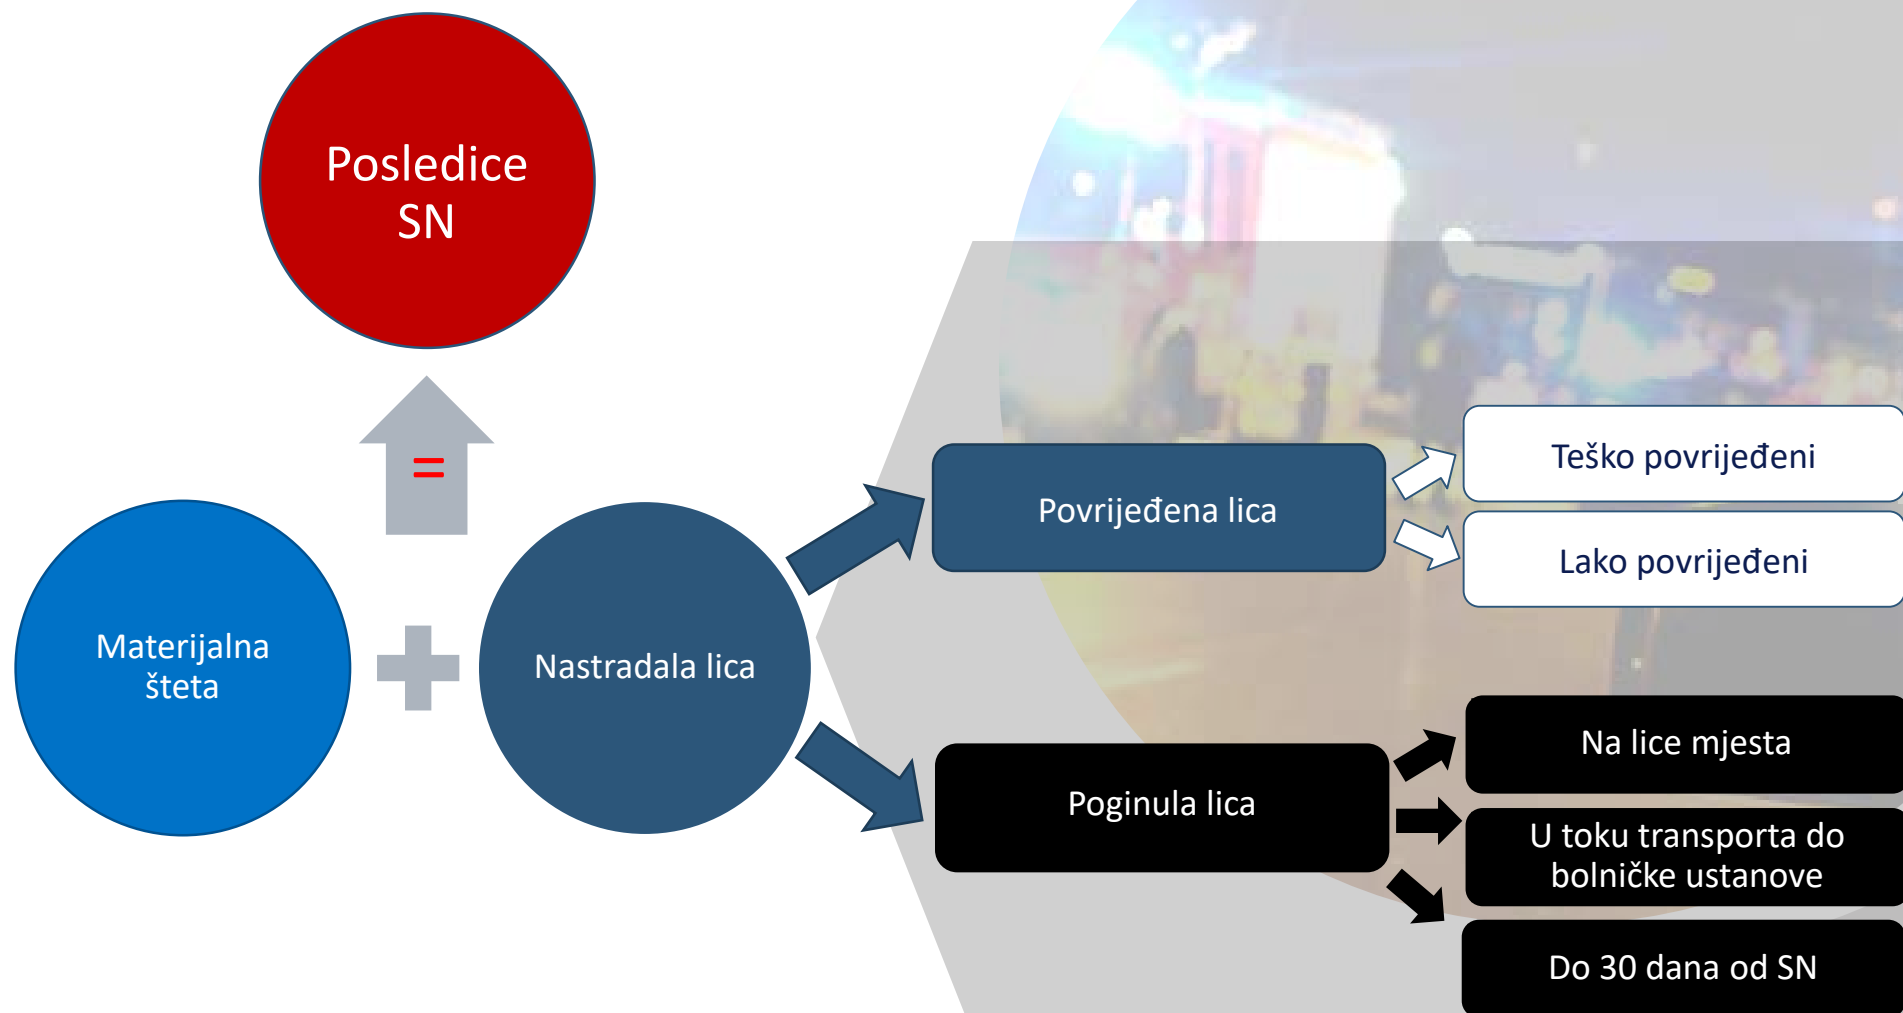 Posledice
SN
=
Materijalna
šteta
Nastradala lica
Povrijeđena lica
Teško povrijeđeni
Lako povrijeđeni
Poginula lica
Na lice mjesta
U toku transporta do
bolničke ustanove
Do 30 dana od SN